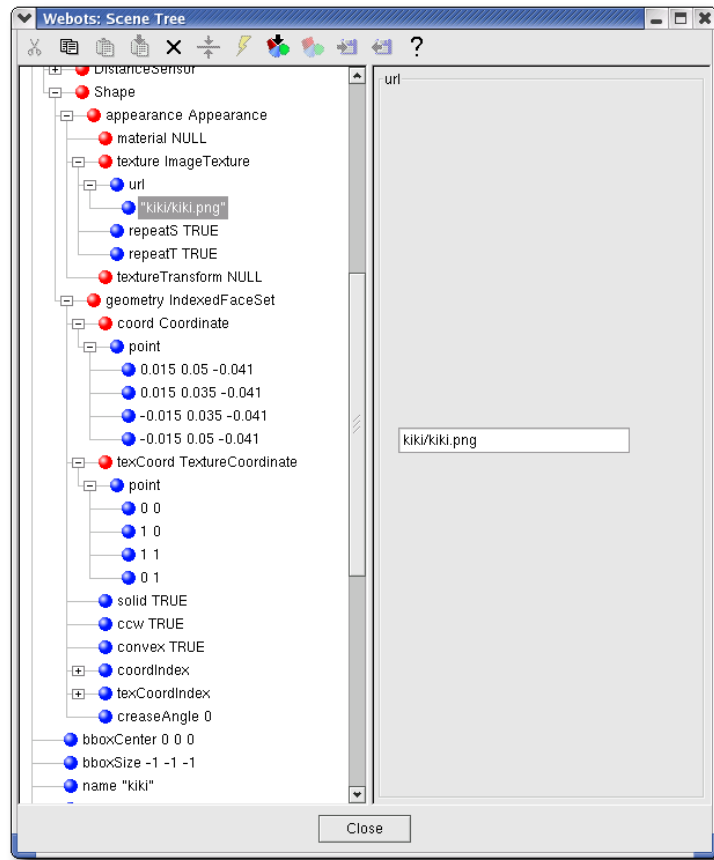 Webots: Scene Tree
?
DistanceSensor
Shape
appearance Appearance
material NULL
texture ImageTexture
url
"kiki/kiki.png"
repeatS TRUE
repeatT TRUE
textureTransform NULL
geometry IndexedFaceSet
coord Coordinate
point
0.015 0.05 -0.041
0.015 0.035 -0.041
-0.015 0.035 -0.041
-0.015 0.05 -0.041
texCoord TextureCoordinate
point
0 0
1 0
1 1
0 1
solid TRUE
ccw TRUE
convex TRUE
coordIndex
texCoordIndex
creaseAngle 0
bboxCenter 0 0 0
bboxSize -1 -1 -1
name "kiki"
url
kiki/kiki.png
Close